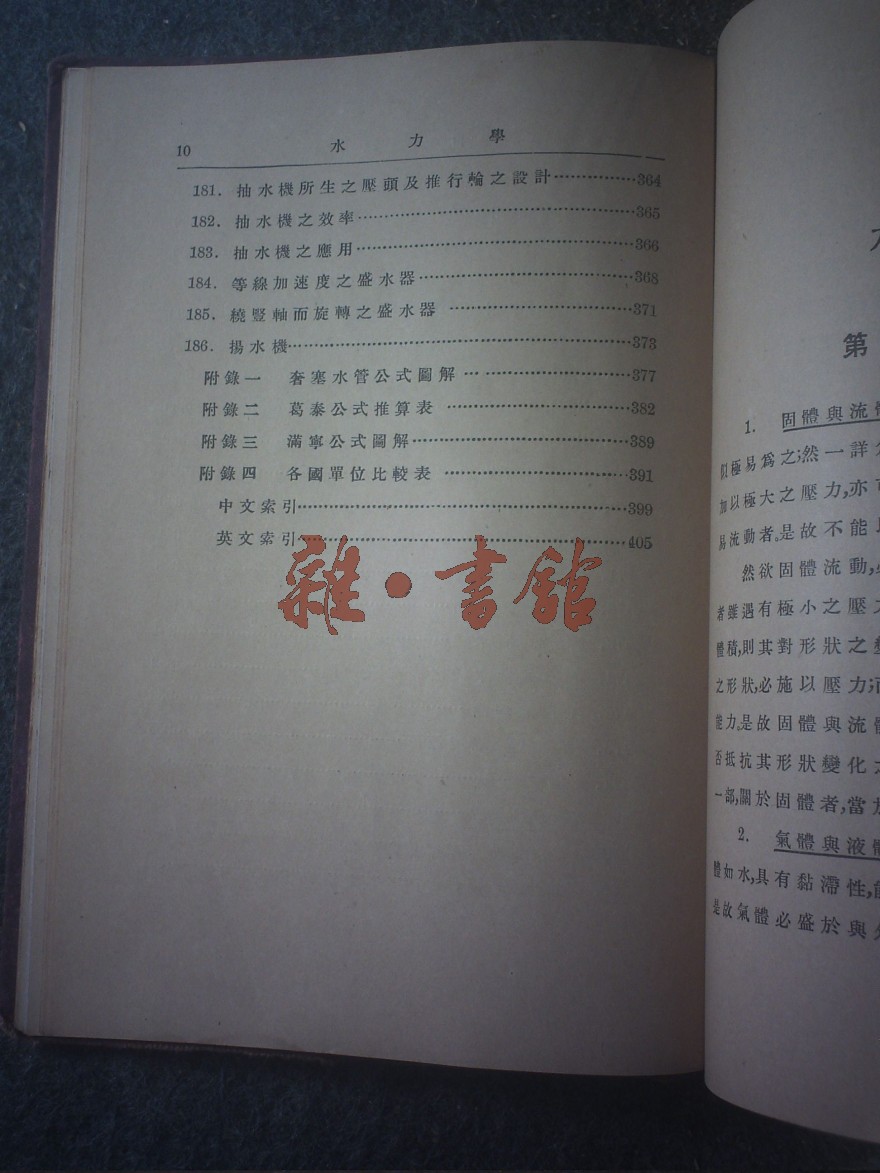 10 水力學
181. 抽水機所生之壓頭及推行輪之設計⋯⋯⋯⋯364
182. 抽水機之效率⋯⋯⋯⋯365
183. 抽水機之應用⋯⋯⋯⋯366
184. 等線加速度之盛水器⋯⋯⋯⋯368
185. 繞豎軸而旋轉之盛水器⋯⋯⋯⋯371
186. 揚水機⋯⋯⋯⋯373
附錄一 奢塞水管公式圖解⋯⋯⋯⋯377
附錄二 葛泰公式推算表⋯⋯⋯⋯382
附錄三 滿寧公式圖解⋯⋯⋯⋯389
附錄四 各國單位比較表⋯⋯⋯⋯391
中文索引⋯⋯⋯⋯399
英文索引⋯⋯⋯⋯405
雜·書館
第
1. 固體與流體
似極易爲之;然一詳
加以極大之壓力,亦可
易流動者。是故不能
然欲固體流動,
者雖遇有極小之壓
體積,則其對形狀之
之形狀,必施以壓力;而
能力。是故固體與流
否抵抗其形狀變化
一部,關於固體者,當
2. 氣體與液體
體如水,具有黏滯性,
是故氣體必盛於與